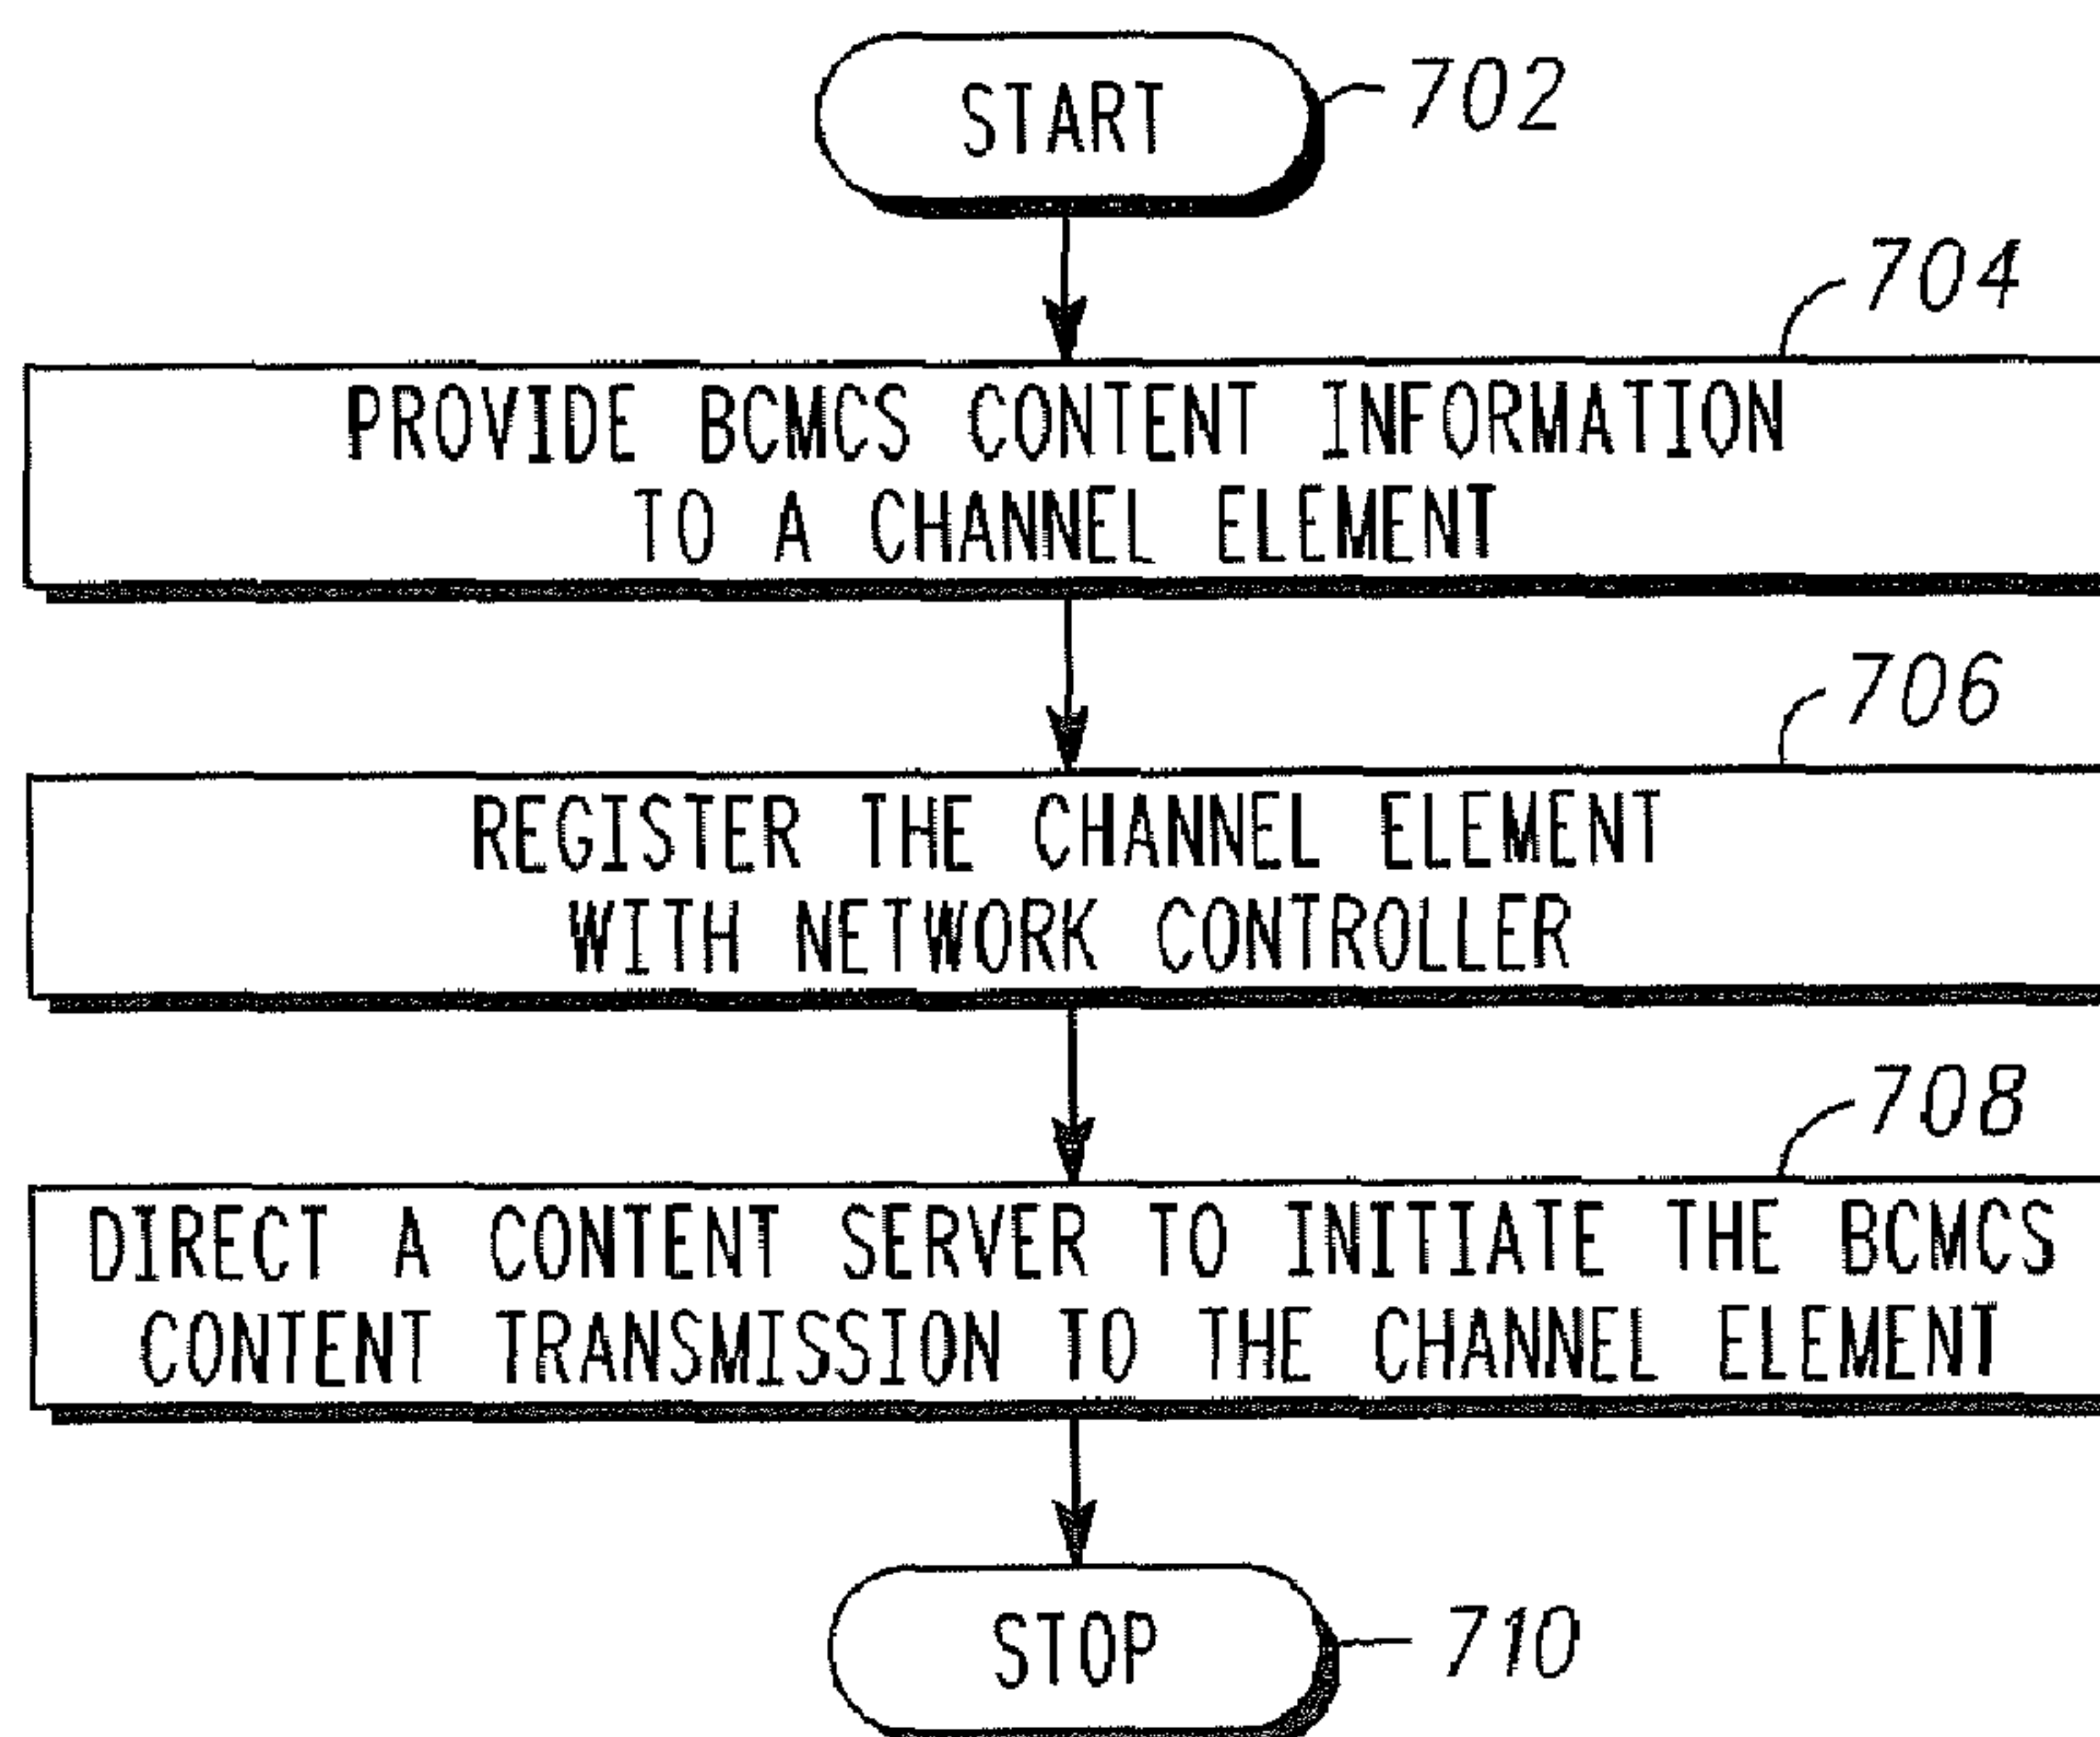 START
702
704
PROVIDE BCMCS CONTENT INFORMATION
TO A CHANNEL ELEMENT
706
REGISTER THE CHANNEL ELEMENT
WITH NETWORK CONTROLLER
708
DIRECT A CONTENT SERVER TO INITIATE THE BCMCS
CONTENT TRANSMISSION TO THE CHANNEL ELEMENT
STOP
710